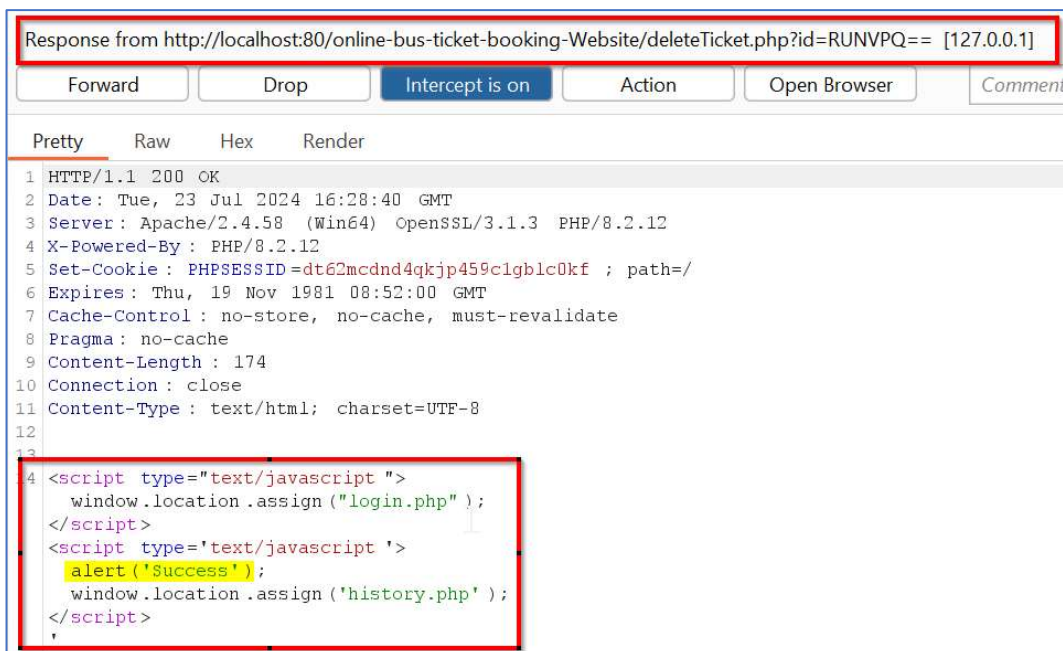 Response from http://localhost:80/online-bus-ticket-booking-Website/deleteTicket.php?id=RUNVPQ== [127.0.0.1]
Forward Drop Intercept is on Action Open Browser Comment
Pretty Raw Hex Render
1 HTTP/1.1 200 OK
2 Date: Tue, 23 Jul 2024 16:28:40 GMT
3 Server: Apache/2.4.58 (Win64) OpenSSL/3.1.3 PHP/8.2.12
4 X-Powered-By: PHP/8.2.12
5 Set-Cookie: PHPSESSID=dt62mcdnd4qkjp459c1gblc0kf ; path=/
6 Expires: Thu, 19 Nov 1981 08:52:00 GMT
7 Cache-Control: no-store, no-cache, must-revalidate
8 Pragma: no-cache
9 Content-Length: 174
10 Connection: close
11 Content-Type: text/html; charset=UTF-8
12
13
14 <script type="text/javascript ">
window.location.assign("login.php" );
</script>
<script type='text/javascript '>
alert('Success');
window.location.assign('history.php' );
</script>
'